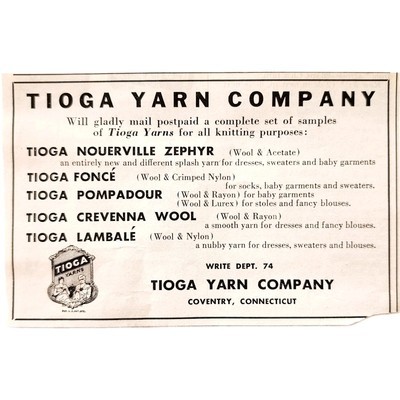 TIOGA YARN COMPANY
Will gladly mail postpaid a complete set of samples
of Tioga Yarns for all knitting purposes:
TIOGA NOUERVILLE ZEPHYR (Wool & Acetate)
an entirely new and different splash yarn for dresses, sweaters and baby garments
TIOGA FONCÉ (Wool & Crimped Nylon)
for socks, baby garments and sweaters.
TIOGA POMPADOUR (Wool & Rayon) for baby garments
(Wool & Lurex) for stoles and fancy blouses.
TIOGA CREVENNA WOOL (Wool & Rayon)
a smooth yarn for dresses and fancy blouses.
TIOGA LAMBALÉ (Wool & Nylon)
a nubby yarn for dresses, sweaters and blouses.
TIOGA
YARNS
WRITE DEPT. 74
TIOGA YARN COMPANY
COVENTRY, CONNECTICUT